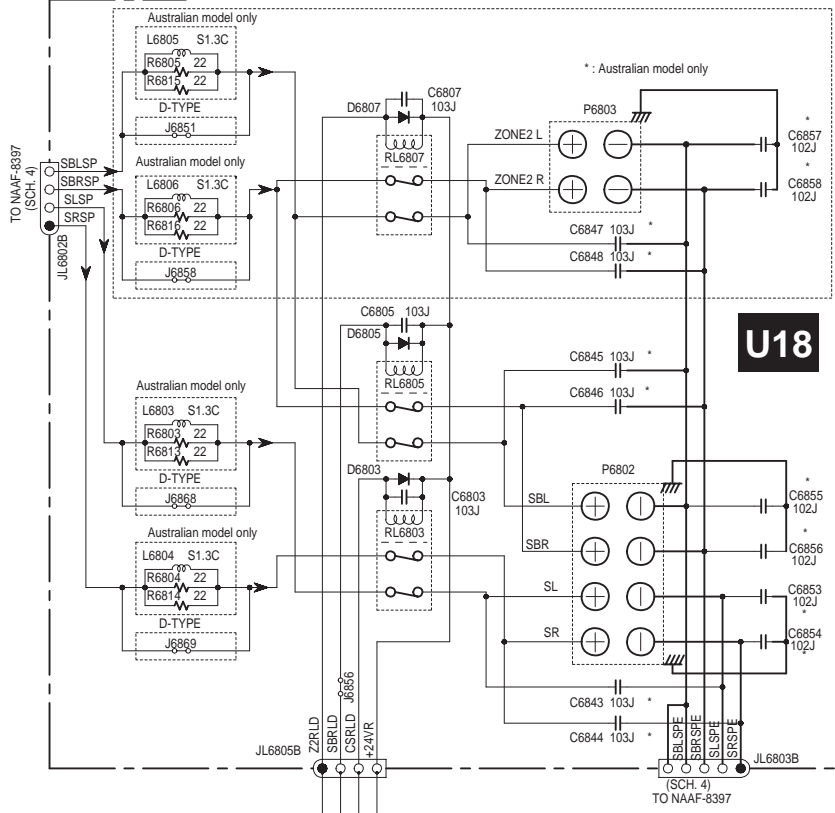 Australian model only
L6805 S1.3C
R6805 22
R6815 22
D-TYPE
J6851
Australian model only
L6806 S1.3C
R6806 22
R6816 22
D-TYPE
J6858
TO NAAF-8397
(SCH. 4)
SBLSP
SBRSP
SLSP
SRSP
JL6802B
D6807
C6807
103J
RL6807
* : Australian model only
P6803
ZONE2 L
ZONE2 R
*
C6857
102J
*
C6858
102J
C6847 103J *
C6848 103J *
C6805 103J
D6805
RL6805
U18
C6845 103J *
C6846 103J *
Australian model only
L6803 S1.3C
R6803 22
R6813 22
D-TYPE
J6868
D6803
C6803
103J
RL6803
P6802
SBL
SBR
SL
SR
*
C6855
102J
*
C6856
102J
C6853
102J
*
C6854
102J
*
Australian model only
L6804 S1.3C
R6804 22
R6814 22
D-TYPE
J6869
C6843 103J *
C6844 103J *
J6856
JL6805B
Z2RLD
SBRLD
CSRLD
+24VR
SBLSPE
SBRSPE
SLSPE
SRSPE
JL6803B
(SCH. 4)
TO NAAF-8397